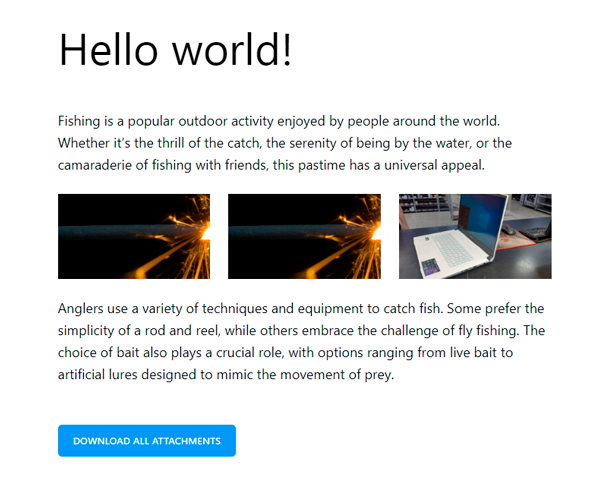 Hello world!
Fishing is a popular outdoor activity enjoyed by people around the world.
Whether it's the thrill of the catch, the serenity of being by the water, or the
camaraderie of fishing with friends, this pastime has a universal appeal.
Anglers use a variety of techniques and equipment to catch fish. Some prefer the
simplicity of a rod and reel, while others embrace the challenge of fly fishing. The
choice of bait also plays a crucial role, with options ranging from live bait to
artificial lures designed to mimic the movement of prey.
DOWNLOAD ALL ATTACHMENTS